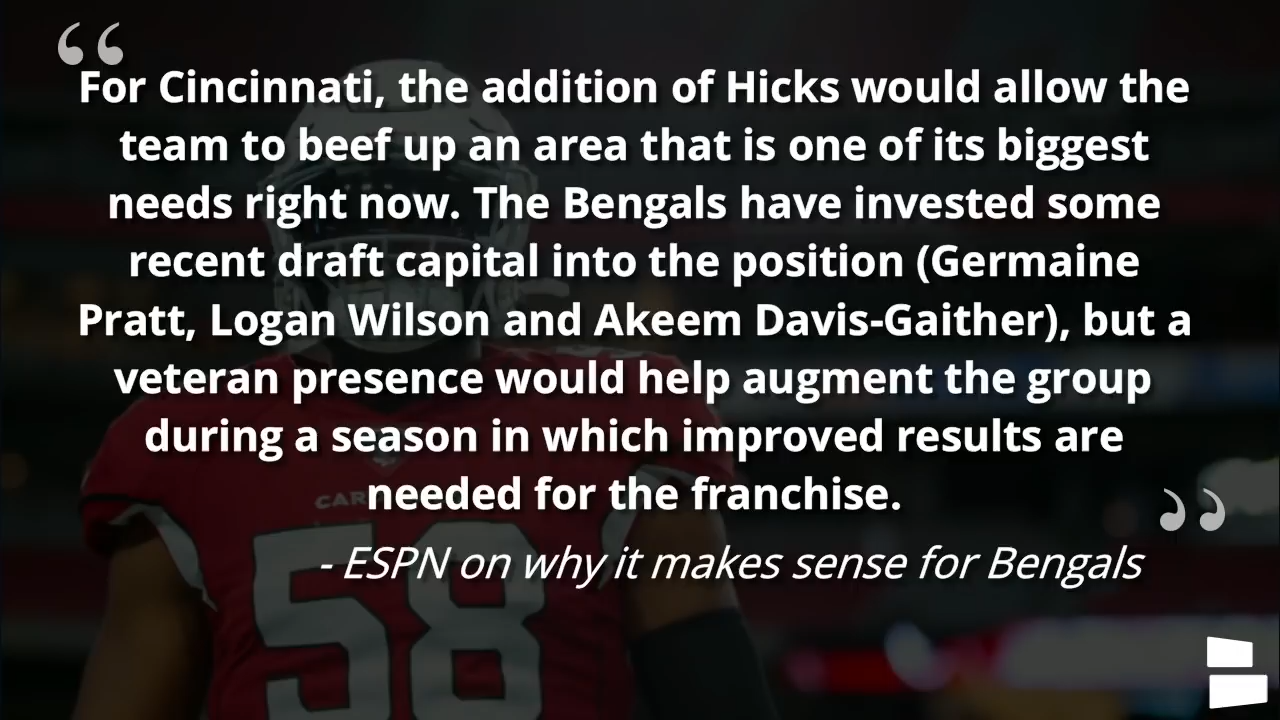 “
For Cincinnati, the addition of Hicks would allow the
team to beef up an area that is one of its biggest
needs right now. The Bengals have invested some
recent draft capital into the position (Germaine
Pratt, Logan Wilson and Akeem Davis-Gaither), but a
veteran presence would help augment the group
during a season in which improved results are
needed for the franchise.
”
- ESPN on why it makes sense for Bengals
CAR
58